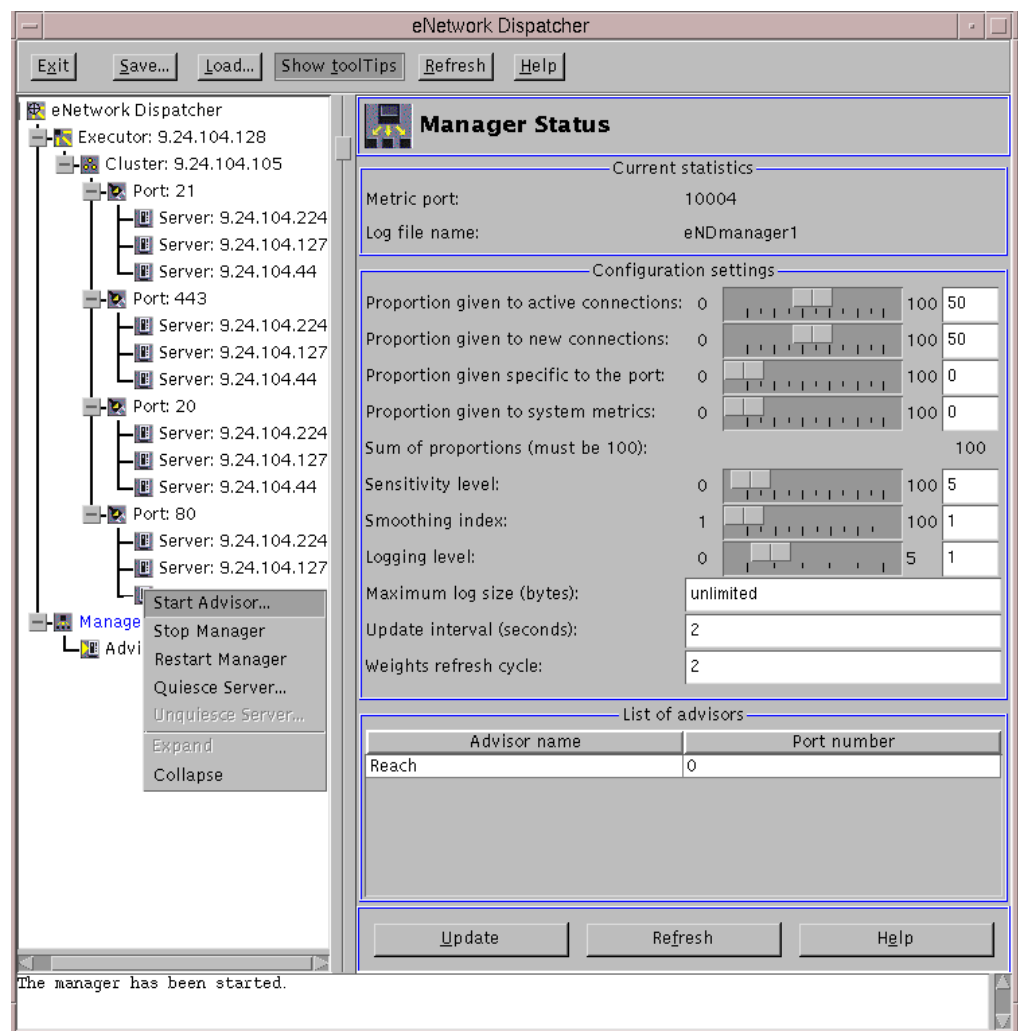 eNetwork Dispatcher
Exit Save... Load... Show toolTips Refresh Help
eNetwork Dispatcher
Executor: 9.24.104.128
Cluster: 9.24.104.105
Port: 21
Server: 9.24.104.224
Server: 9.24.104.127
Server: 9.24.104.44
Port: 443
Server: 9.24.104.224
Server: 9.24.104.127
Server: 9.24.104.44
Port: 20
Server: 9.24.104.224
Server: 9.24.104.127
Server: 9.24.104.44
Port: 80
Server: 9.24.104.224
Server: 9.24.104.127
Manage
Advi
Start Advisor...
Stop Manager
Restart Manager
Quiesce Server...
Unquiesce Server...
Expand
Collapse
Manager Status
Current statistics
Metric port: 10004
Log file name: eNDmanager1
Configuration settings
Proportion given to active connections: 0 100 50
Proportion given to new connections: 0 100 50
Proportion given specific to the port: 0 100 0
Proportion given to system metrics: 0 100 0
Sum of proportions (must be 100): 100
Sensitivity level: 0 100 5
Smoothing index: 1 100 1
Logging level: 0 5 1
Maximum log size (bytes): unlimited
Update interval (seconds): 2
Weights refresh cycle: 2
List of advisors
Advisor name Port number
Reach 0
Update Refresh Help
The manager has been started.